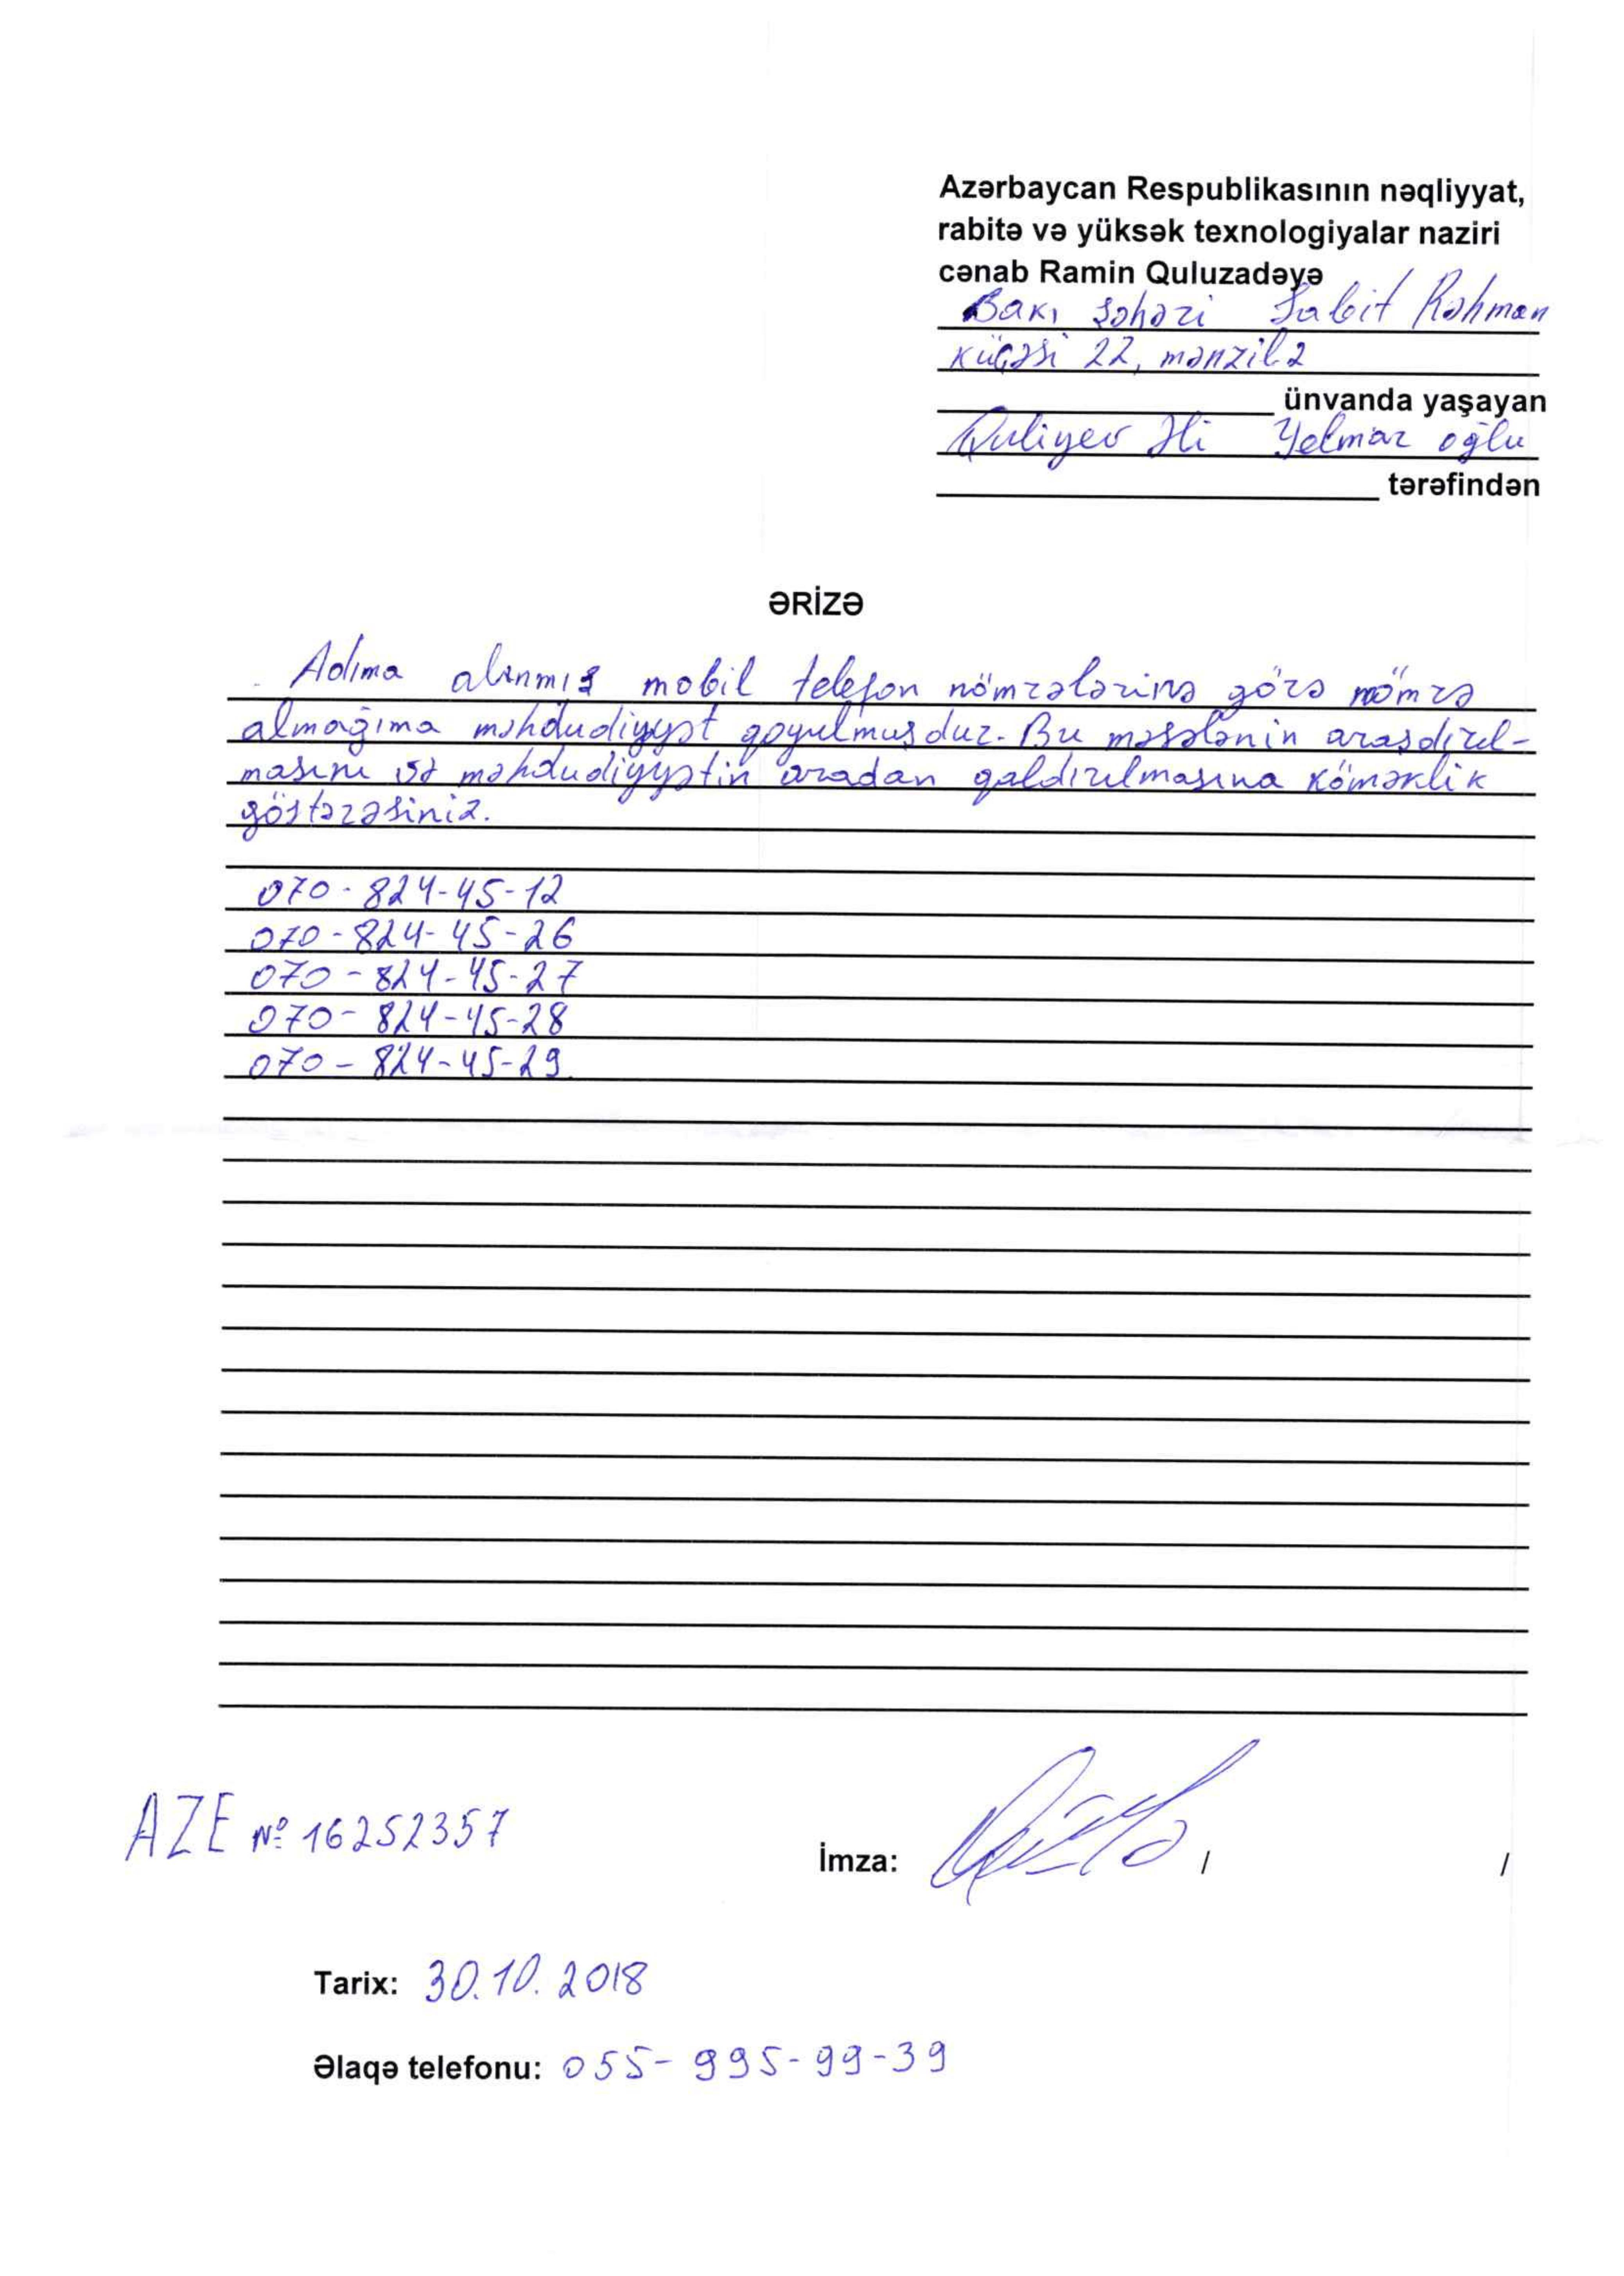 Azərbaycan Respublikasının nəqliyyat,
rabitə və yüksək texnologiyalar naziri
cənab Ramin Quluzadəyə
Bakı şəhəri Sabit Rəhman
küçəsi 22, mənzil 2
ünvanda yaşayan
Quliyev Əli Yelmar oğlu
tərəfindən
ƏRİZƏ
Adıma alınmış mobil telefon nömrələrinə görə nömrə
almağıma məhdudiyyət qoyulmuşdur. Bu məsələnin araşdırıl-
masını və məhdudiyyətin aradan qaldırılmasına köməklik
göstərəsiniz.
070-824-45-12
070-824-45-26
070-824-45-27
070-824-45-28
070-824-45-29
AZE № 16252357
İmza: / /
Tarix: 30.10.2018
Əlaqə telefonu: 055-995-99-39